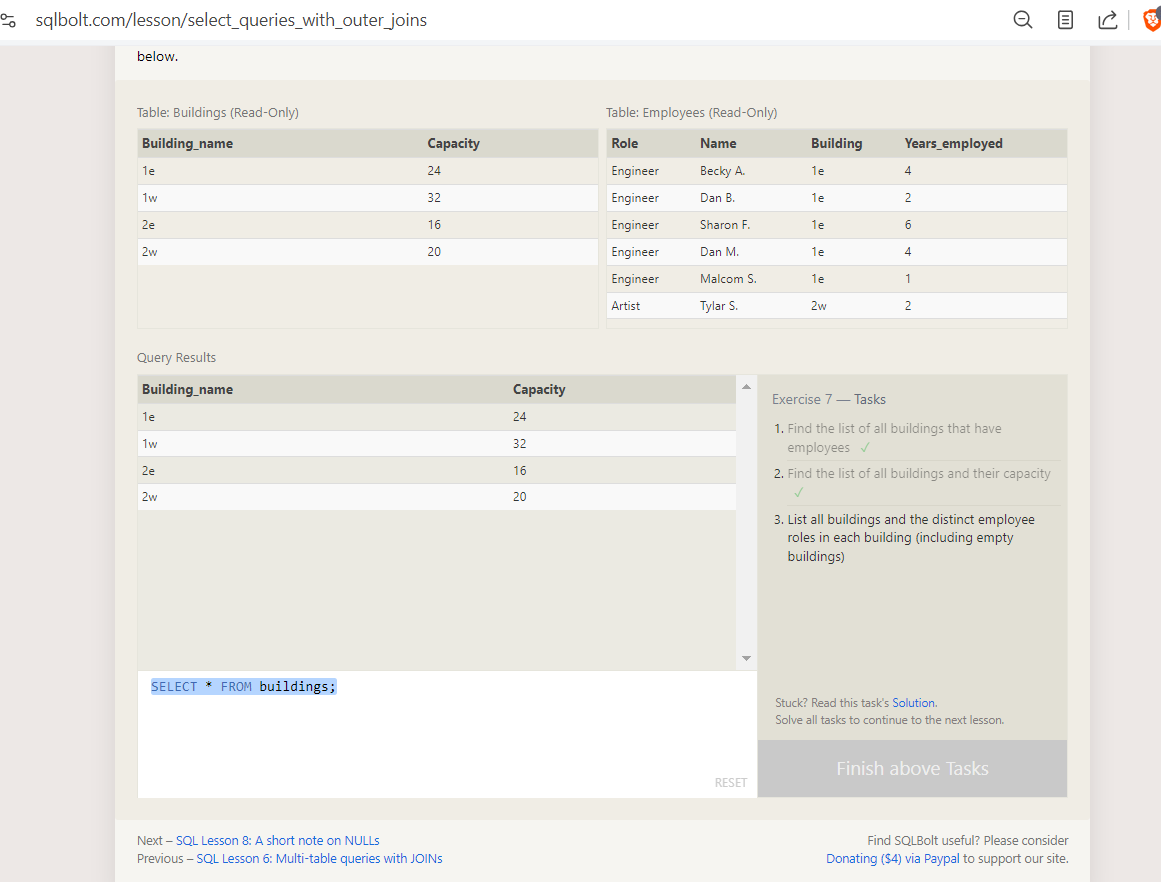 sqlbolt.com/lesson/select_queries_with_outer_joins
below.
Table: Buildings (Read-Only)
Building_name Capacity
1e 24
1w 32
2e 16
2w 20
Table: Employees (Read-Only)
Role Name Building Years_employed
Engineer Becky A. 1e 4
Engineer Dan B. 1e 2
Engineer Sharon F. 1e 6
Engineer Dan M. 1e 4
Engineer Malcom S. 1e 1
Artist Tylar S. 2w 2
Query Results
Building_name Capacity
1e 24
1w 32
2e 16
2w 20
SELECT * FROM buildings;
RESET
Exercise 7 — Tasks
1. Find the list of all buildings that have
employees ✓
2. Find the list of all buildings and their capacity
✓
3. List all buildings and the distinct employee
roles in each building (including empty
buildings)
Stuck? Read this task's Solution.
Solve all tasks to continue to the next lesson.
Finish above Tasks
Next – SQL Lesson 8: A short note on NULLs
Previous – SQL Lesson 6: Multi-table queries with JOINs
Find SQLBolt useful? Please consider
Donating ($4) via Paypal to support our site.